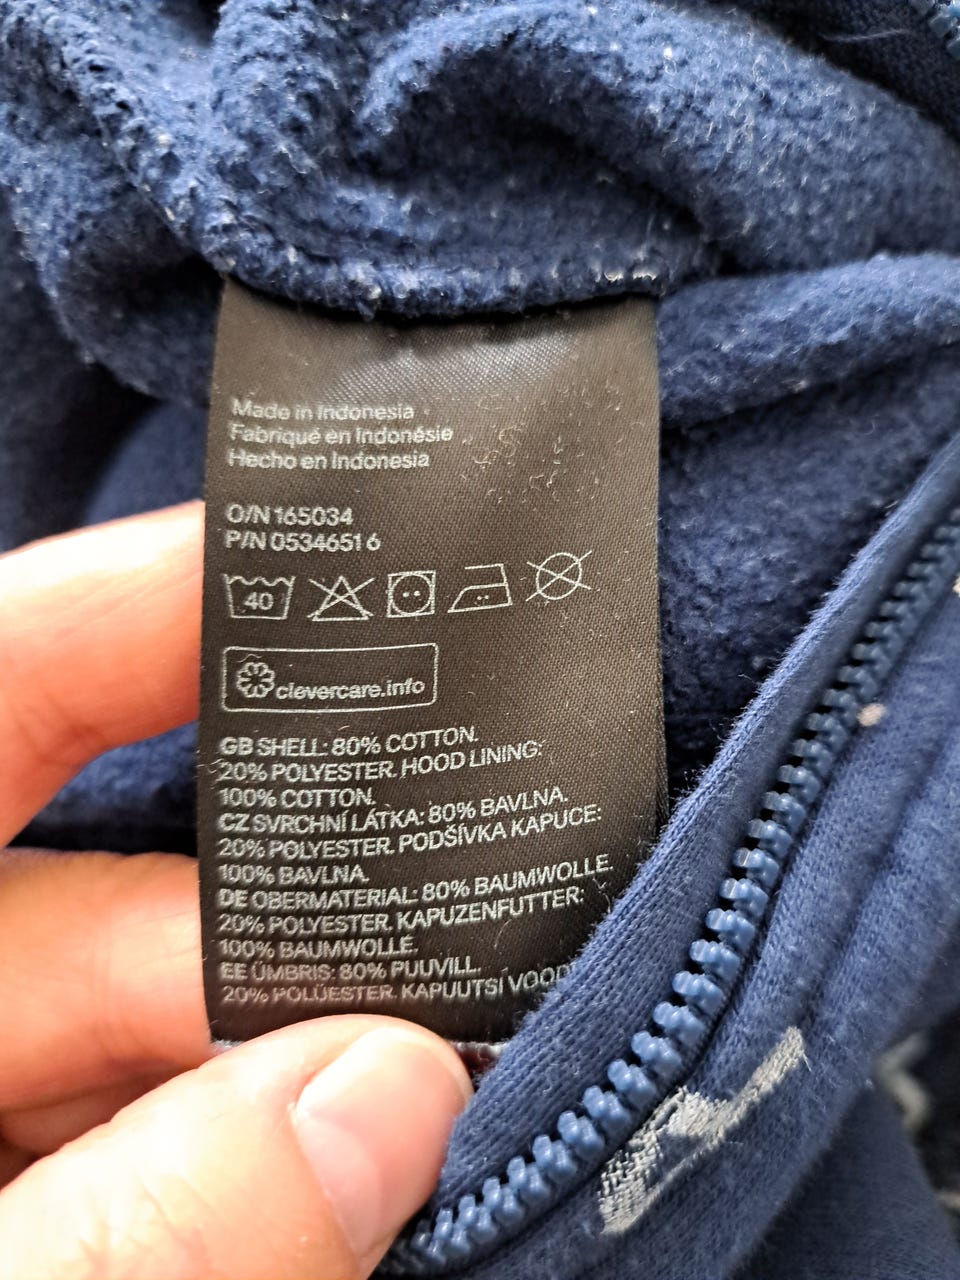 Made in Indonesia
Fabriqué en Indonésie
Hecho en Indonesia
O/N 165034
P/N 0534651 6
40
clevercare.info
GB SHELL: 80% COTTON.
20% POLYESTER. HOOD LINING:
100% COTTON.
CZ SVRCHNÍ LÁTKA: 80% BAVLNA.
20% POLYESTER. PODŠÍVKA KAPUCE:
100% BAVLNA.
DE OBERMATERIAL: 80% BAUMWOLLE.
20% POLYESTER. KAPUZENFUTTER:
100% BAUMWOLLE.
EE ÜMBRIS: 80% PUUVILL.
20% POLÜESTER. KAPUUTSI